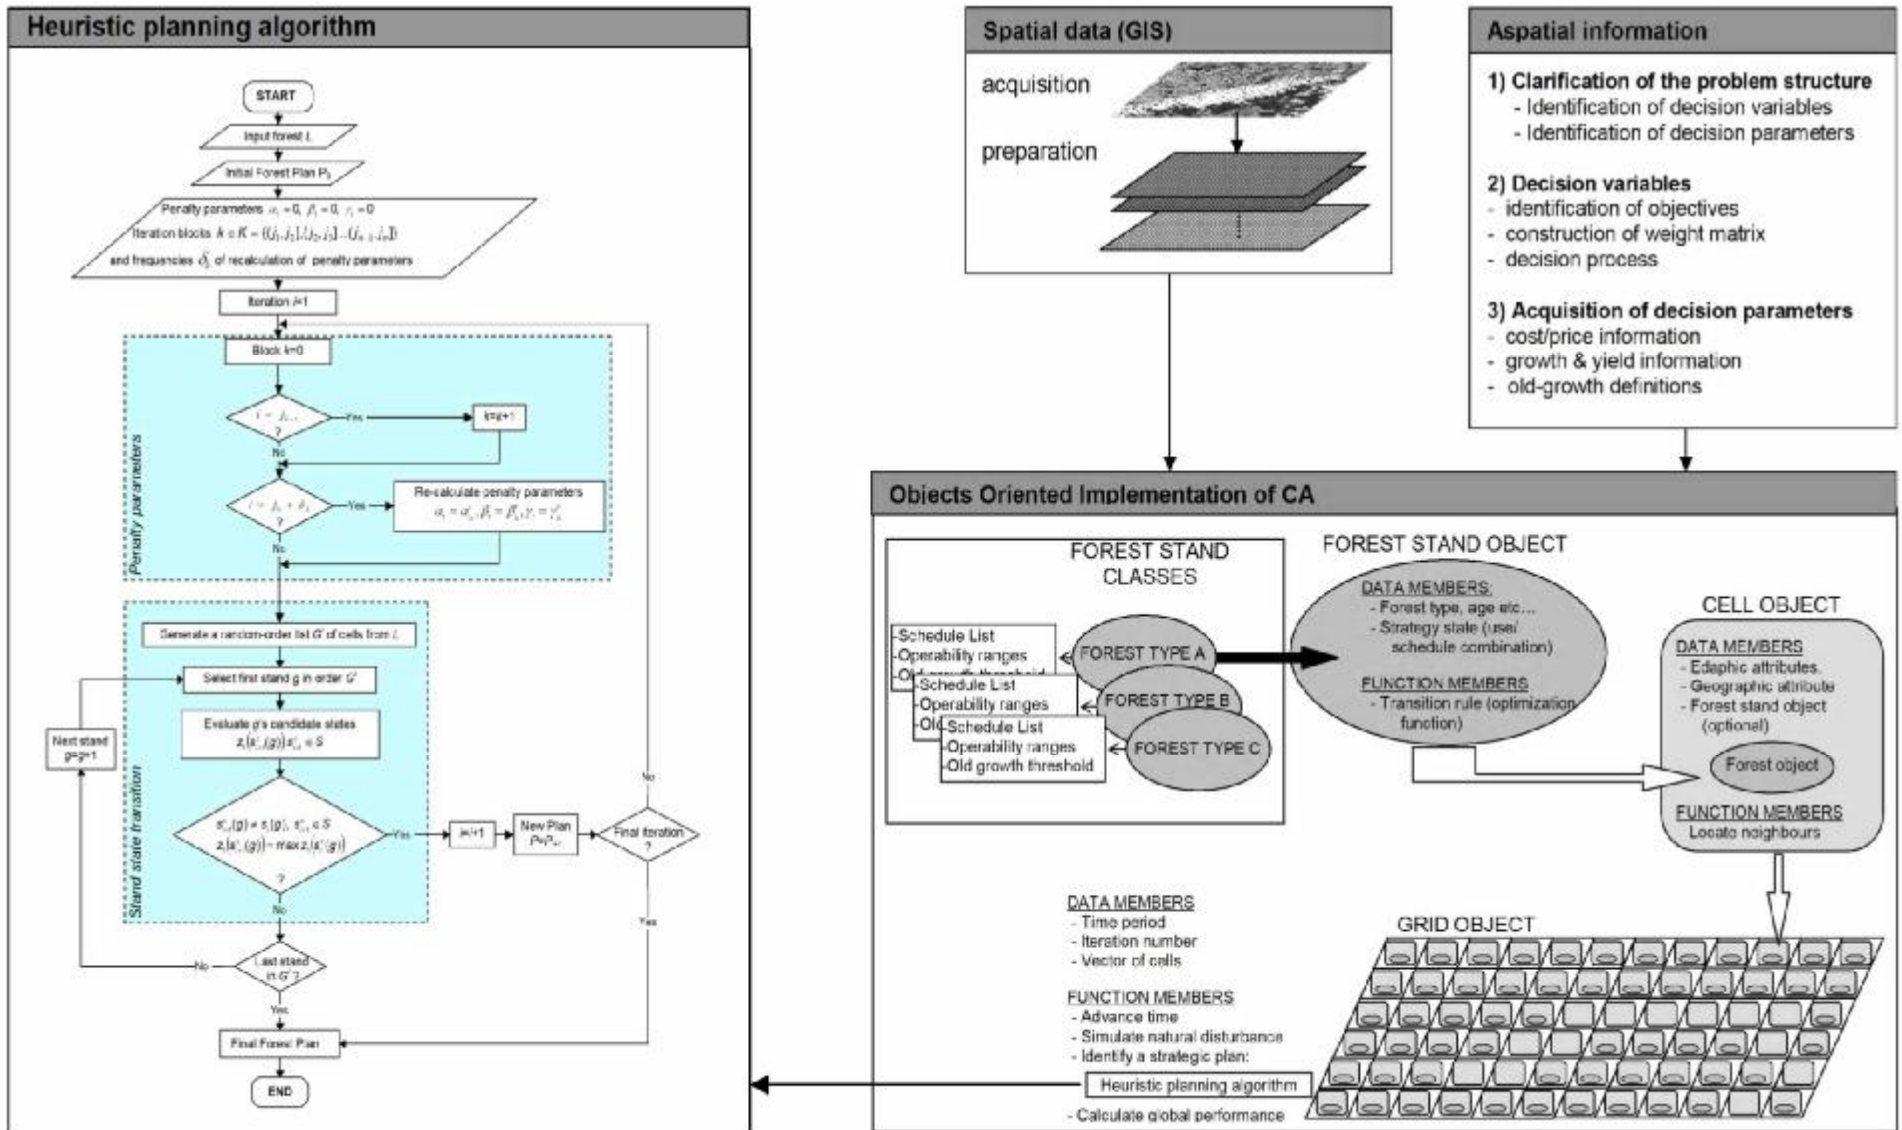 Heuristic planning algorithm
START
Input forest L
Initial Forest Plan P₀
Penalty parameters α =0, β =0, γ =0
Iteration blocks
and frequencies δ of recalculation of penalty parameters
Iteration i=1
Penalty parameters
Block k=0
?
Yes
k=k+1
No
?
Yes
Re-calculate penalty parameters
No
Stand state transition
Generate a random-order list G' of cells from L
Select first stand g in order G'
Evaluate g's candidate states
Next stand
g=g+1
?
Yes
i=i+1
New Plan
Final iteration
?
No
Yes
No
Last stand
in G'?
No
Yes
Final Forest Plan
END
Spatial data (GIS)
acquisition
preparation
Aspatial information
1) Clarification of the problem structure
- Identification of decision variables
- Identification of decision parameters
2) Decision variables
- identification of objectives
- construction of weight matrix
- decision process
3) Acquisition of decision parameters
- cost/price information
- growth & yield information
- old-growth definitions
Objects Oriented Implementation of CA
FOREST STAND
CLASSES
-Schedule List
-Operability ranges
-Old growth threshold
FOREST TYPE A
-Schedule List
-Operability ranges
-Old
FOREST TYPE B
-Schedule List
-Operability ranges
-Old growth threshold
FOREST TYPE C
FOREST STAND OBJECT
DATA MEMBERS:
- Forest type, age etc...
- Strategy state (use/
schedule combination)
FUNCTION MEMBERS
- Transition rule (optimization
function)
CELL OBJECT
DATA MEMBERS
- Edaphic attributes.
- Geographic attribute
- Forest stand object
(optional)
Forest object
FUNCTION MEMBERS
Locate neighbours
DATA MEMBERS
- Time period
- Iteration number
- Vector of cells
FUNCTION MEMBERS
- Advance time
- Simulate natural disturbance
- Identify a strategic plan:
Heuristic planning algorithm
- Calculate global performance
GRID OBJECT